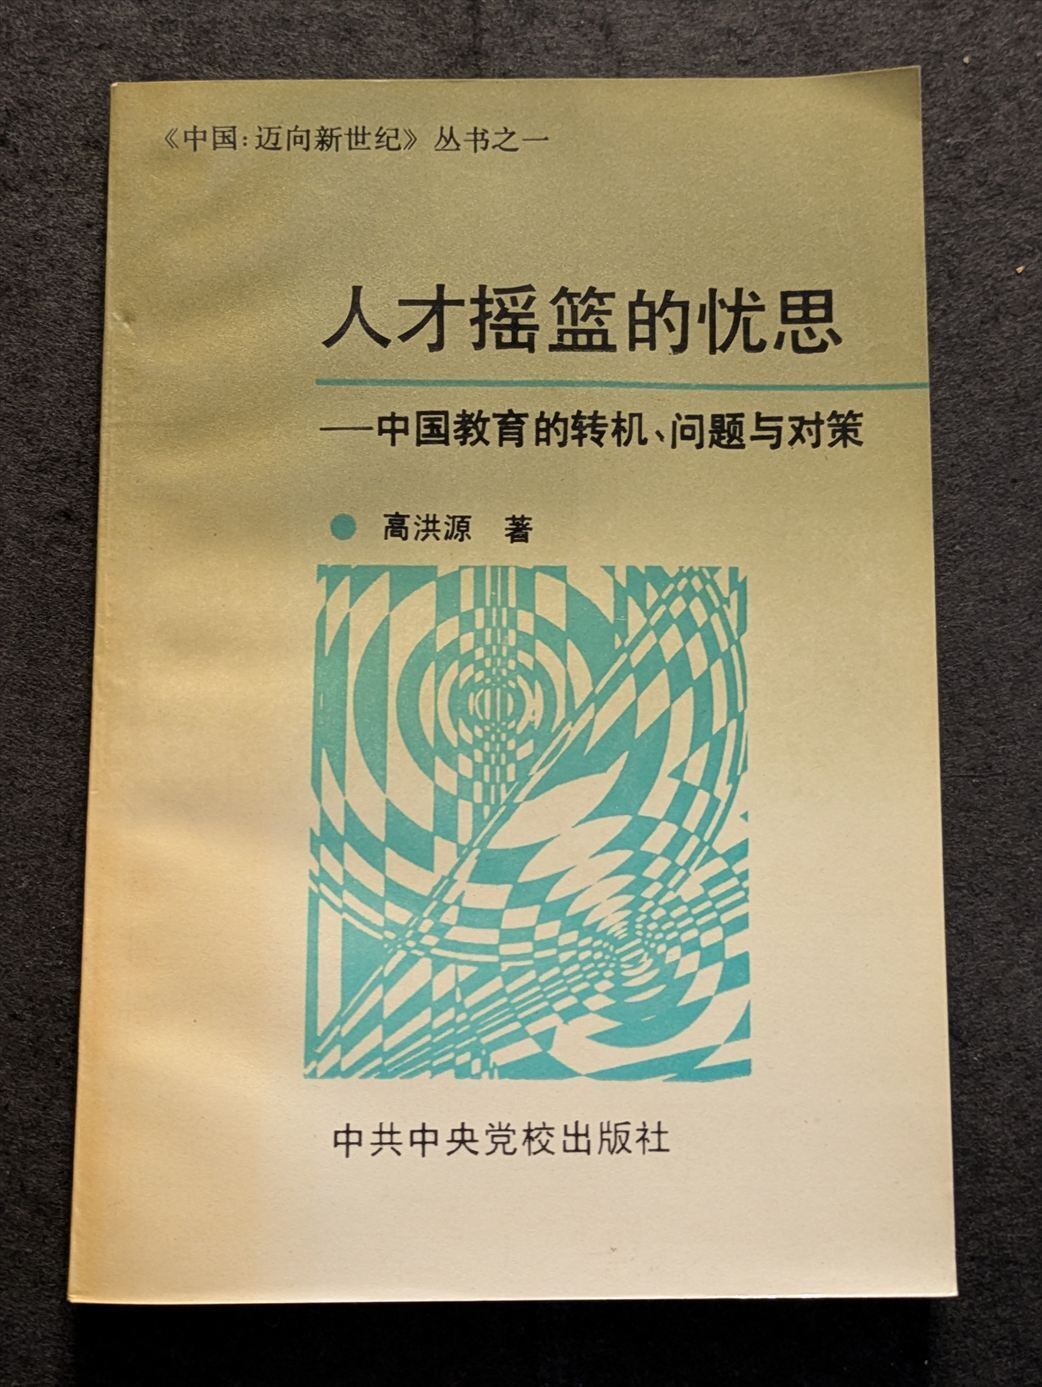 《中国:迈向新世纪》丛书之一
人才摇篮的忧思
——中国教育的转机、问题与对策
● 高洪源 著
中共中央党校出版社